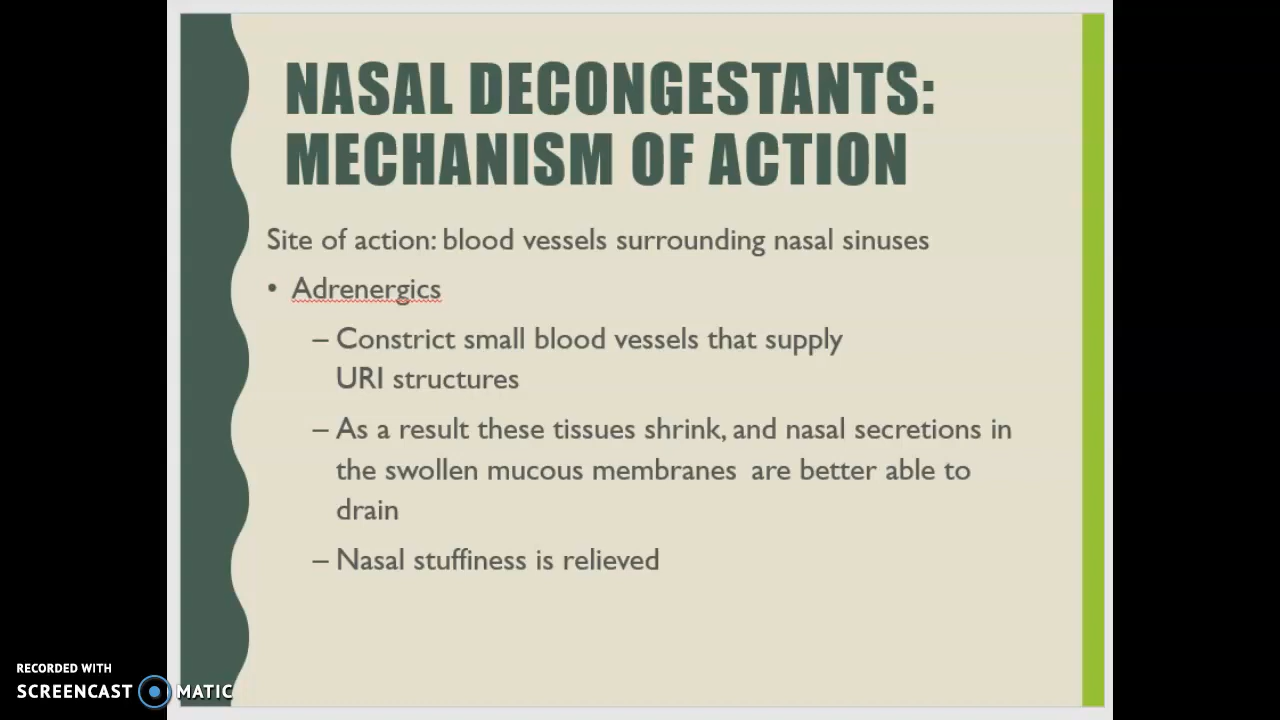 NASAL DECONGESTANTS:
MECHANISM OF ACTION
Site of action: blood vessels surrounding nasal sinuses
• Adrenergics
– Constrict small blood vessels that supply
URI structures
– As a result these tissues shrink, and nasal secretions in
the swollen mucous membranes are better able to
drain
– Nasal stuffiness is relieved
RECORDED WITH
SCREENCAST MATIC